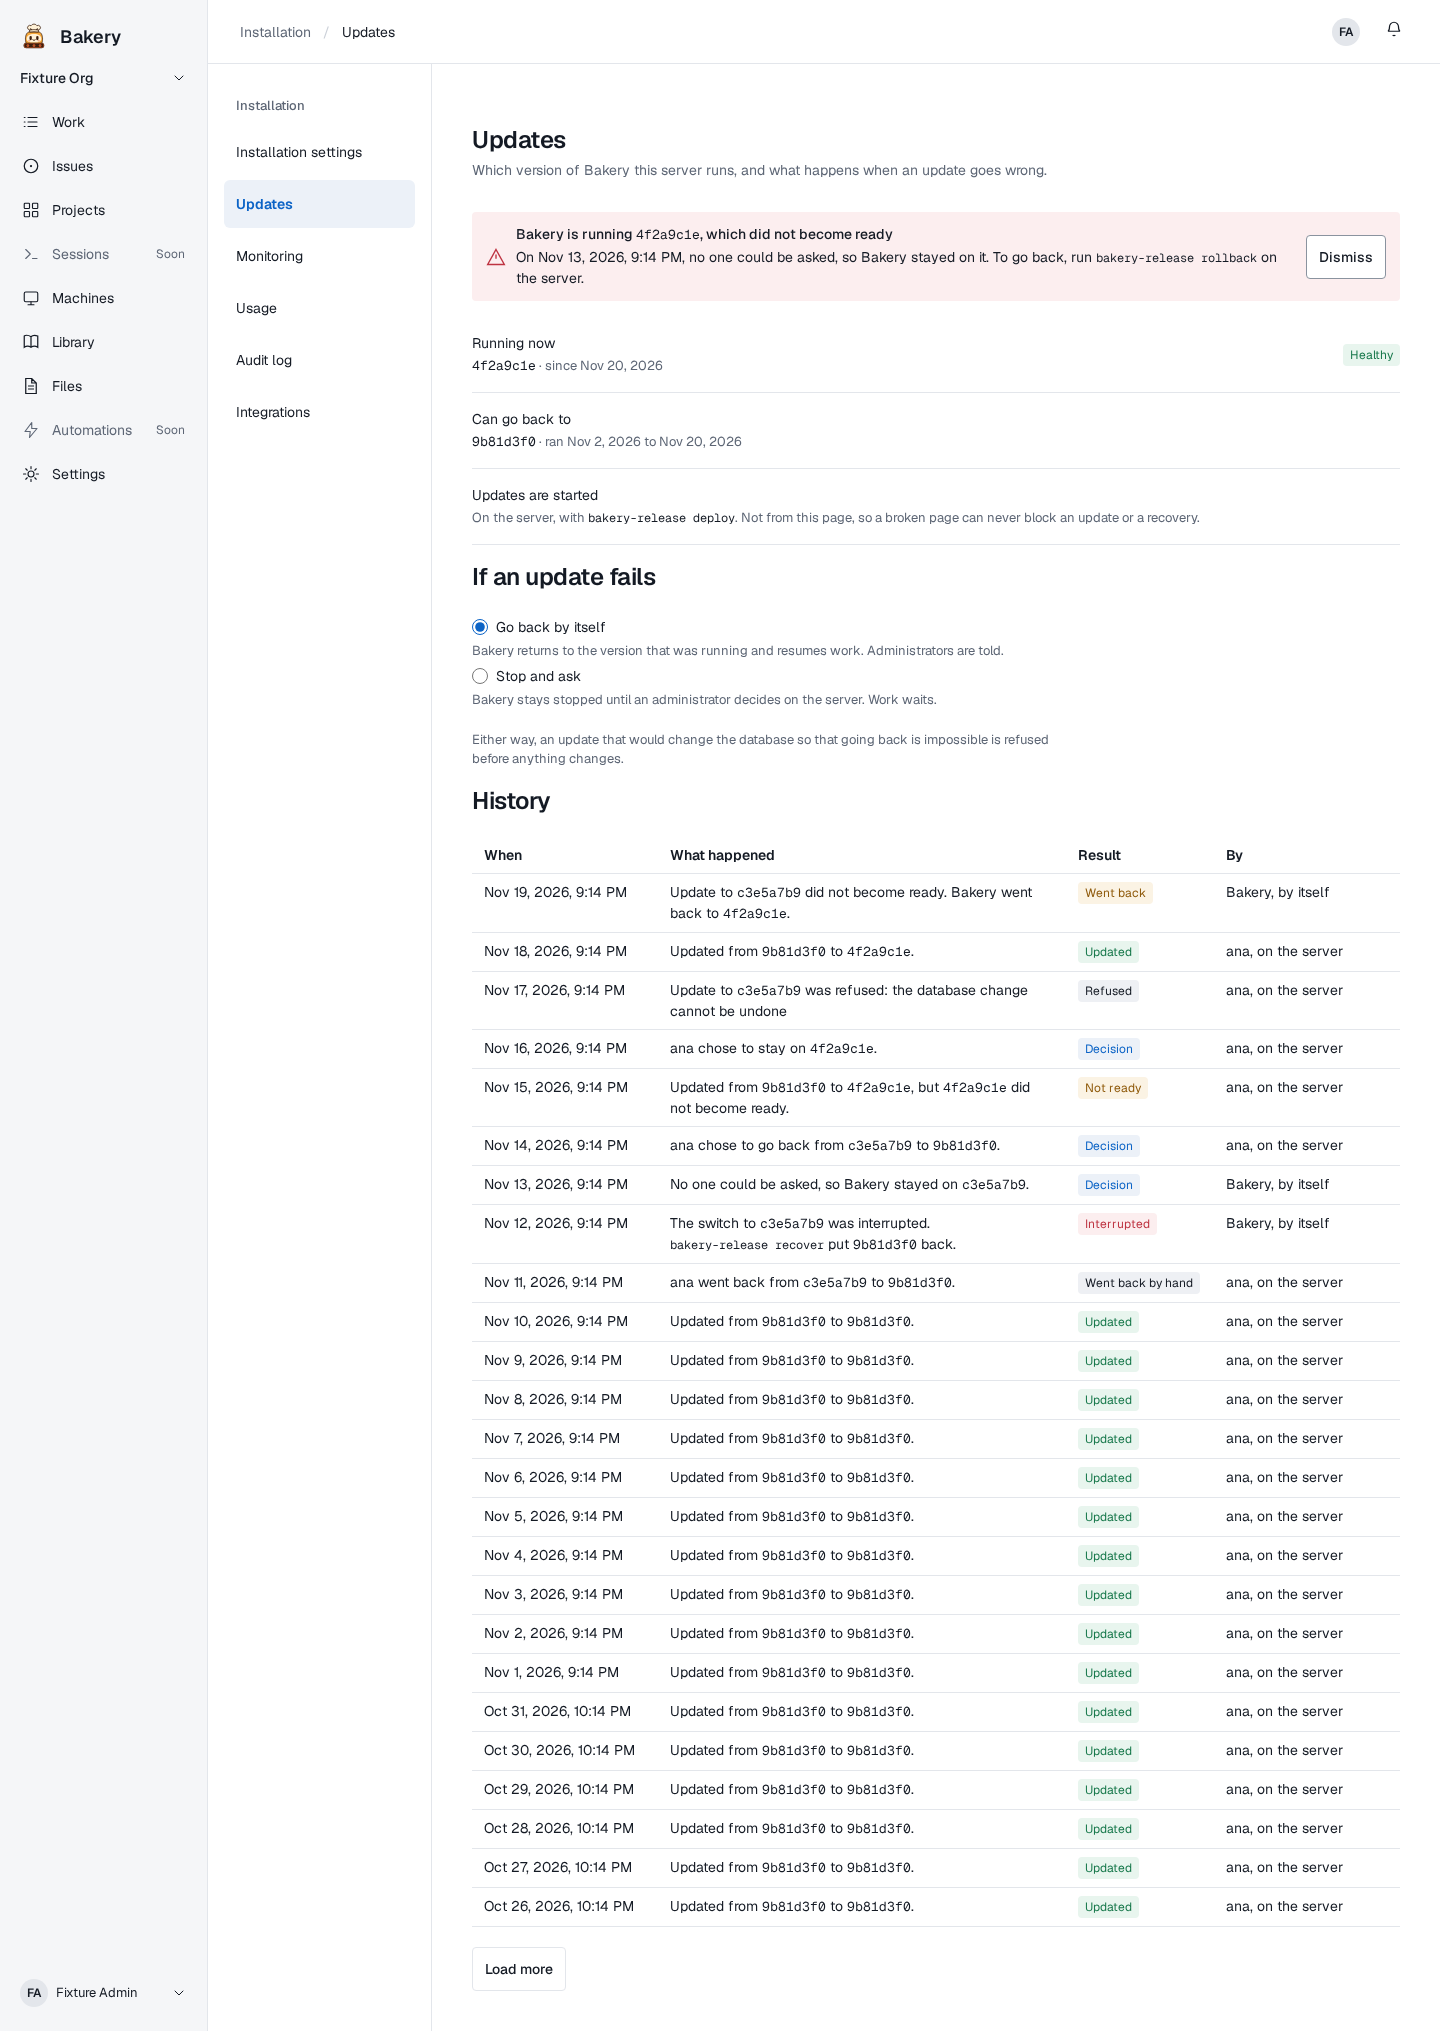 Bakery
Fixture Org
Work
Issues
Projects
Sessions Soon
Machines
Library
Files
Automations Soon
Settings
FA Fixture Admin
Installation / Updates
FA
Installation
Installation settings
Updates
Monitoring
Usage
Audit log
Integrations
Updates
Which version of Bakery this server runs, and what happens when an update goes wrong.
Bakery is running 4f2a9c1e, which did not become ready
On Nov 13, 2026, 9:14 PM, no one could be asked, so Bakery stayed on it. To go back, run bakery-release rollback on
the server.
Dismiss
Running now
4f2a9c1e · since Nov 20, 2026
Healthy
Can go back to
9b81d3f0 · ran Nov 2, 2026 to Nov 20, 2026
Updates are started
On the server, with bakery-release deploy. Not from this page, so a broken page can never block an update or a recovery.
If an update fails
Go back by itself
Bakery returns to the version that was running and resumes work. Administrators are told.
Stop and ask
Bakery stays stopped until an administrator decides on the server. Work waits.
Either way, an update that would change the database so that going back is impossible is refused
before anything changes.
History
When What happened Result By
Nov 19, 2026, 9:14 PM Update to c3e5a7b9 did not become ready. Bakery went Went back Bakery, by itself
back to 4f2a9c1e.
Nov 18, 2026, 9:14 PM Updated from 9b81d3f0 to 4f2a9c1e. Updated ana, on the server
Nov 17, 2026, 9:14 PM Update to c3e5a7b9 was refused: the database change Refused ana, on the server
cannot be undone
Nov 16, 2026, 9:14 PM ana chose to stay on 4f2a9c1e. Decision ana, on the server
Nov 15, 2026, 9:14 PM Updated from 9b81d3f0 to 4f2a9c1e, but 4f2a9c1e did Not ready ana, on the server
not become ready.
Nov 14, 2026, 9:14 PM ana chose to go back from c3e5a7b9 to 9b81d3f0. Decision ana, on the server
Nov 13, 2026, 9:14 PM No one could be asked, so Bakery stayed on c3e5a7b9. Decision Bakery, by itself
Nov 12, 2026, 9:14 PM The switch to c3e5a7b9 was interrupted. Interrupted Bakery, by itself
bakery-release recover put 9b81d3f0 back.
Nov 11, 2026, 9:14 PM ana went back from c3e5a7b9 to 9b81d3f0. Went back by hand ana, on the server
Nov 10, 2026, 9:14 PM Updated from 9b81d3f0 to 9b81d3f0. Updated ana, on the server
Nov 9, 2026, 9:14 PM Updated from 9b81d3f0 to 9b81d3f0. Updated ana, on the server
Nov 8, 2026, 9:14 PM Updated from 9b81d3f0 to 9b81d3f0. Updated ana, on the server
Nov 7, 2026, 9:14 PM Updated from 9b81d3f0 to 9b81d3f0. Updated ana, on the server
Nov 6, 2026, 9:14 PM Updated from 9b81d3f0 to 9b81d3f0. Updated ana, on the server
Nov 5, 2026, 9:14 PM Updated from 9b81d3f0 to 9b81d3f0. Updated ana, on the server
Nov 4, 2026, 9:14 PM Updated from 9b81d3f0 to 9b81d3f0. Updated ana, on the server
Nov 3, 2026, 9:14 PM Updated from 9b81d3f0 to 9b81d3f0. Updated ana, on the server
Nov 2, 2026, 9:14 PM Updated from 9b81d3f0 to 9b81d3f0. Updated ana, on the server
Nov 1, 2026, 9:14 PM Updated from 9b81d3f0 to 9b81d3f0. Updated ana, on the server
Oct 31, 2026, 10:14 PM Updated from 9b81d3f0 to 9b81d3f0. Updated ana, on the server
Oct 30, 2026, 10:14 PM Updated from 9b81d3f0 to 9b81d3f0. Updated ana, on the server
Oct 29, 2026, 10:14 PM Updated from 9b81d3f0 to 9b81d3f0. Updated ana, on the server
Oct 28, 2026, 10:14 PM Updated from 9b81d3f0 to 9b81d3f0. Updated ana, on the server
Oct 27, 2026, 10:14 PM Updated from 9b81d3f0 to 9b81d3f0. Updated ana, on the server
Oct 26, 2026, 10:14 PM Updated from 9b81d3f0 to 9b81d3f0. Updated ana, on the server
Load more